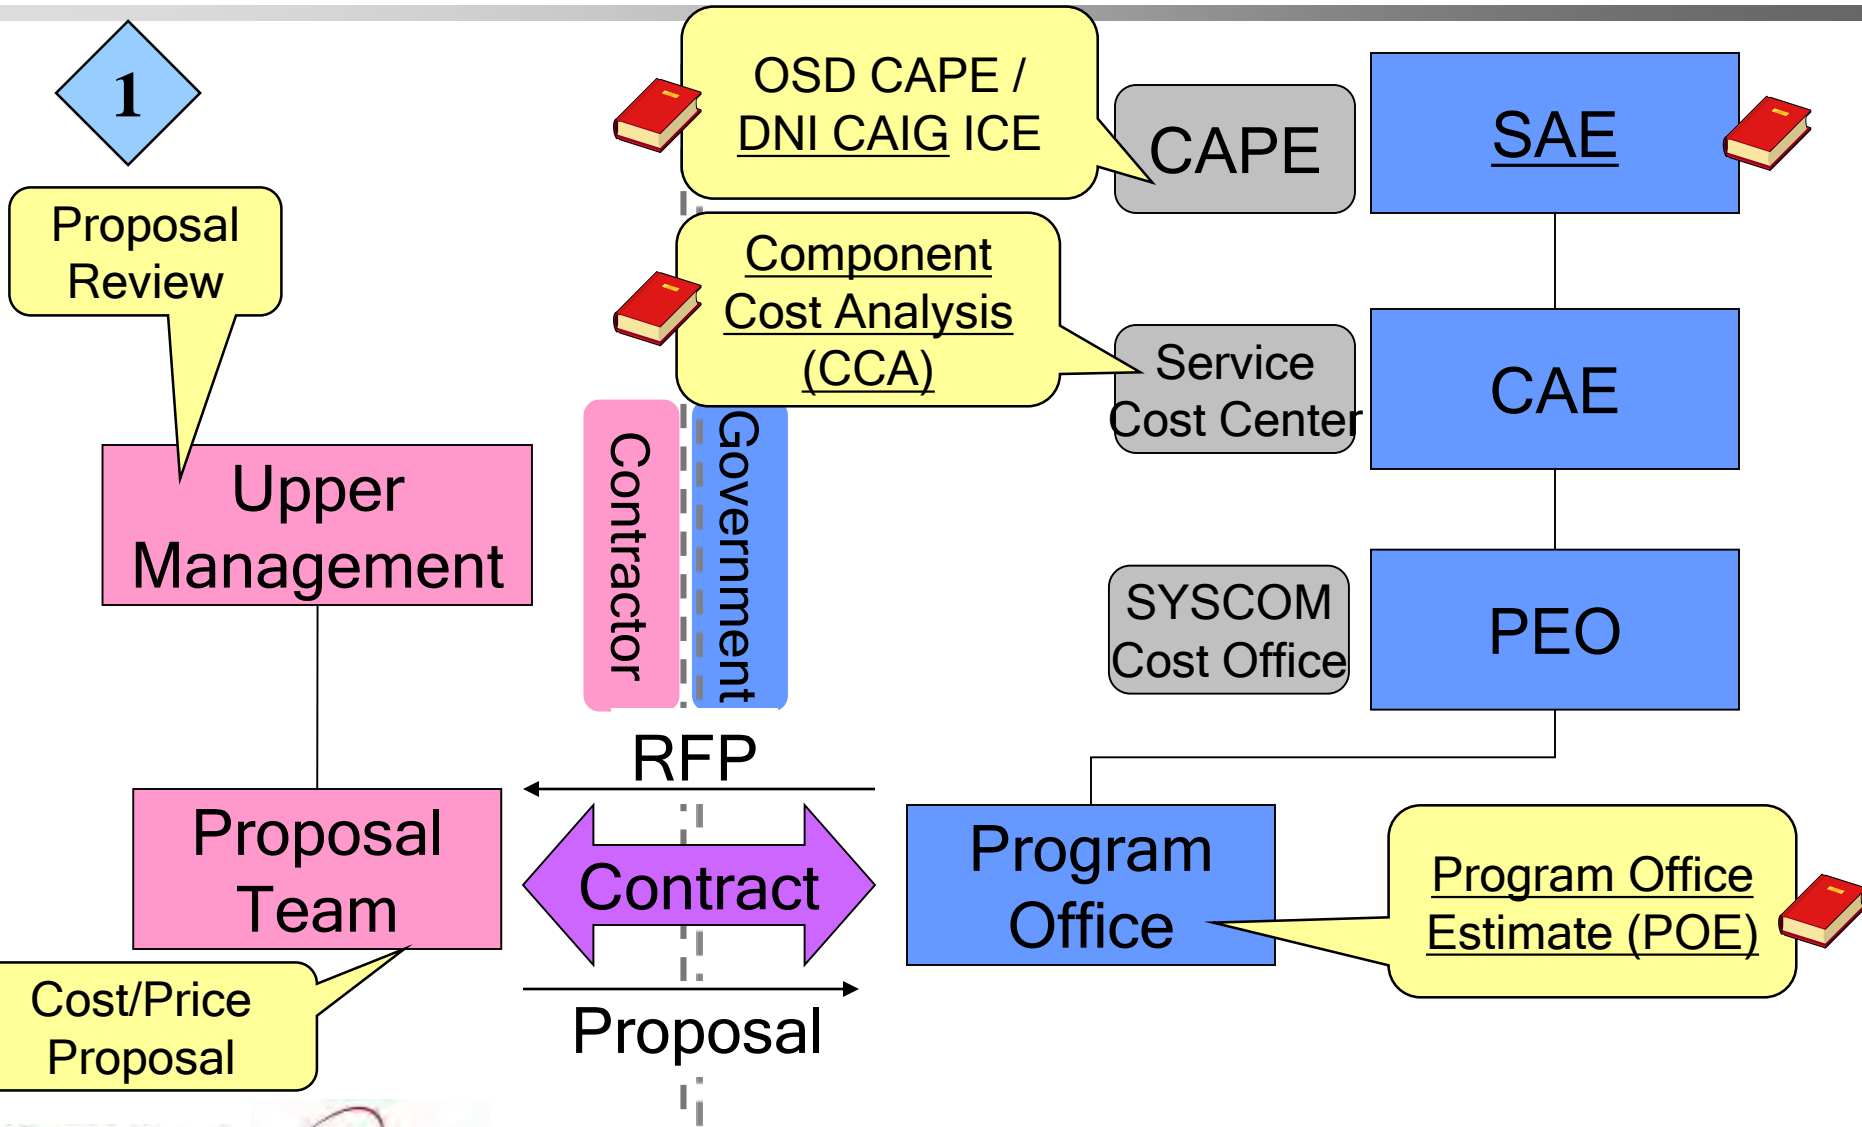 1
OSD CAPE /
DNI CAIG ICE
CAPE
SAE
Proposal
Review
Component
Cost Analysis
(CCA)
Service
Cost Center
CAE
Contractor
Government
Upper
Management
SYSCOM
Cost Office
PEO
RFP
Proposal
Team
Contract
Program
Office
Program Office
Estimate (POE)
Cost/Price
Proposal
Proposal